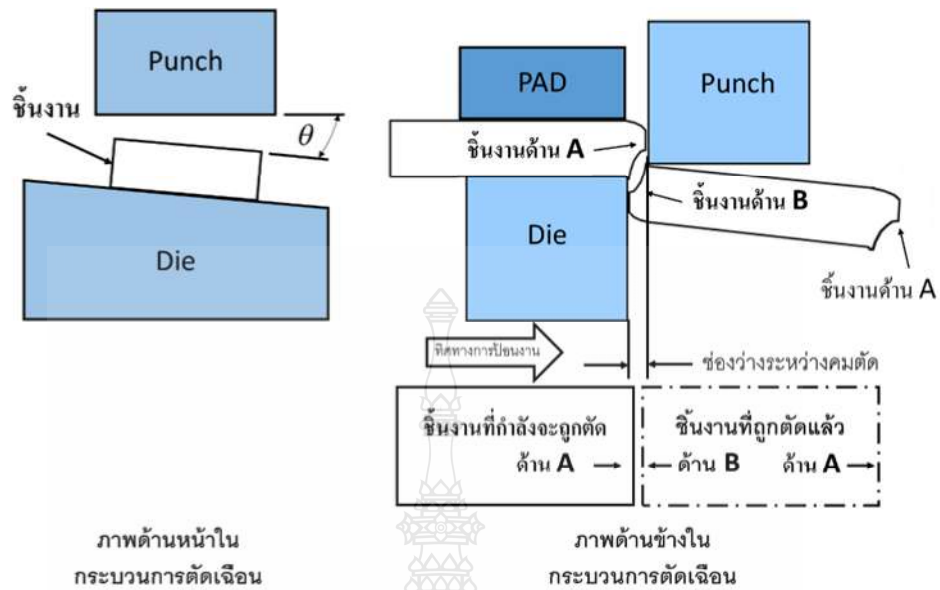 Punch
ชิ้นงาน
θ
Die
PAD
Punch
ชิ้นงานด้าน A
ชิ้นงานด้าน B
Die
ชิ้นงานด้าน A
ทิศทางการป้อนงาน
ช่องว่างระหว่างคมตัด
ชิ้นงานที่กำลังจะถูกตัด
ด้าน A
ชิ้นงานที่ถูกตัดแล้ว
ด้าน B
ด้าน A
ภาพด้านหน้าใน
กระบวนการตัดเฉือน
ภาพด้านข้างใน
กระบวนการตัดเฉือน